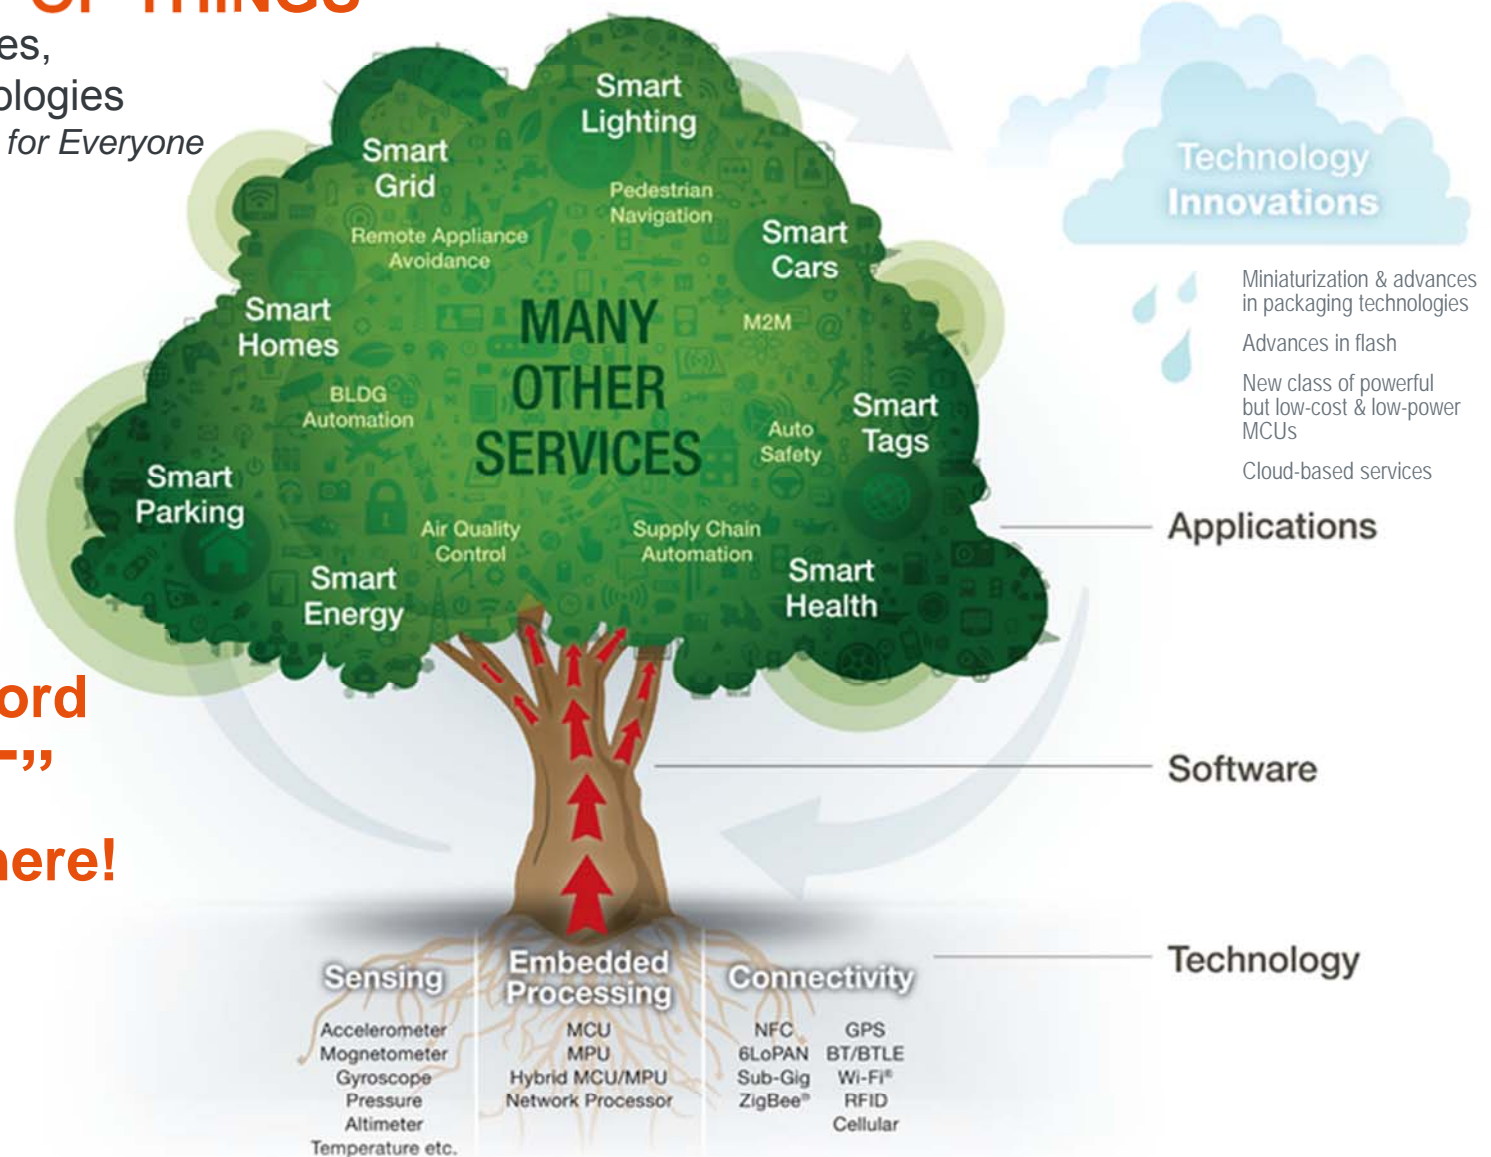 OF THINGS
es,
ologies
for Everyone
Smart
Lighting
Smart
Grid
Pedestrian
Navigation
Remote Appliance
Avoidance
Smart
Cars
Smart
Homes
MANY
OTHER
SERVICES
M2M
BLDG
Automation
Smart
Tags
Auto
Safety
Smart
Parking
Air Quality
Control
Supply Chain
Automation
Smart
Energy
Smart
Health
Technology
Innovations
Miniaturization & advances
in packaging technologies
Advances in flash
New class of powerful
but low-cost & low-power
MCUs
Cloud-based services
Applications
ord
”
Software
here!
Technology
Sensing
Accelerometer
Mognetometer
Gyroscope
Pressure
Altimeter
Temperature etc.
Embedded
Processing
MCU
MPU
Hybrid MCU/MPU
Network Processor
Connectivity
NFC GPS
6LoPAN BT/BTLE
Sub-Gig Wi-Fi®
ZigBee® RFID
Cellular